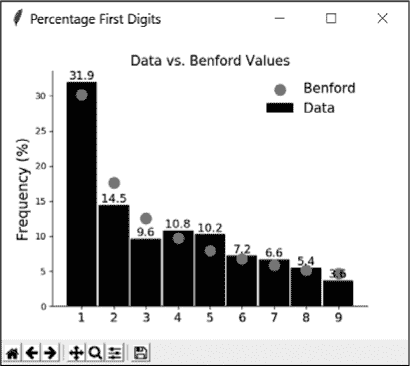 Percentage First Digits
Data vs. Benford Values
Benford
Data
Frequency (%)
30
25
20
15
10
5
0
31.9
14.5
9.6
10.8
10.2
7.2
6.6
5.4
3.6
1 2 3 4 5 6 7 8 9